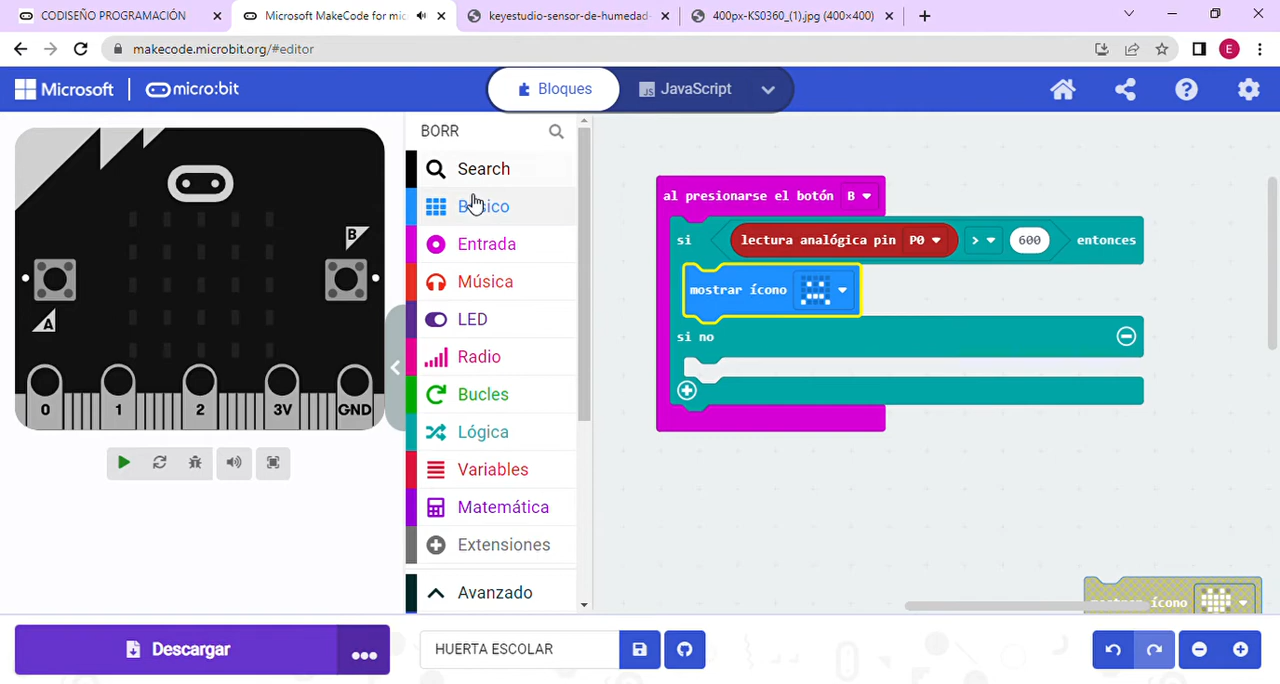 CODISEÑO PROGRAMACIÓN
Microsoft MakeCode for mic
keyestudio-sensor-de-humedad-
400px-KS0360_(1).jpg (400×400)
makecode.microbit.org/#editor
E
Microsoft
micro:bit
Bloques
JS JavaScript
BORR
Search
Básico
Entrada
Música
LED
Radio
Bucles
Lógica
Variables
Matemática
Extensiones
Avanzado
A
B
0 1 2 3V GND
al presionarse el botón B
si lectura analógica pin P0 > 600 entonces
mostrar ícono
si no
mostrar ícono
Descargar
HUERTA ESCOLAR